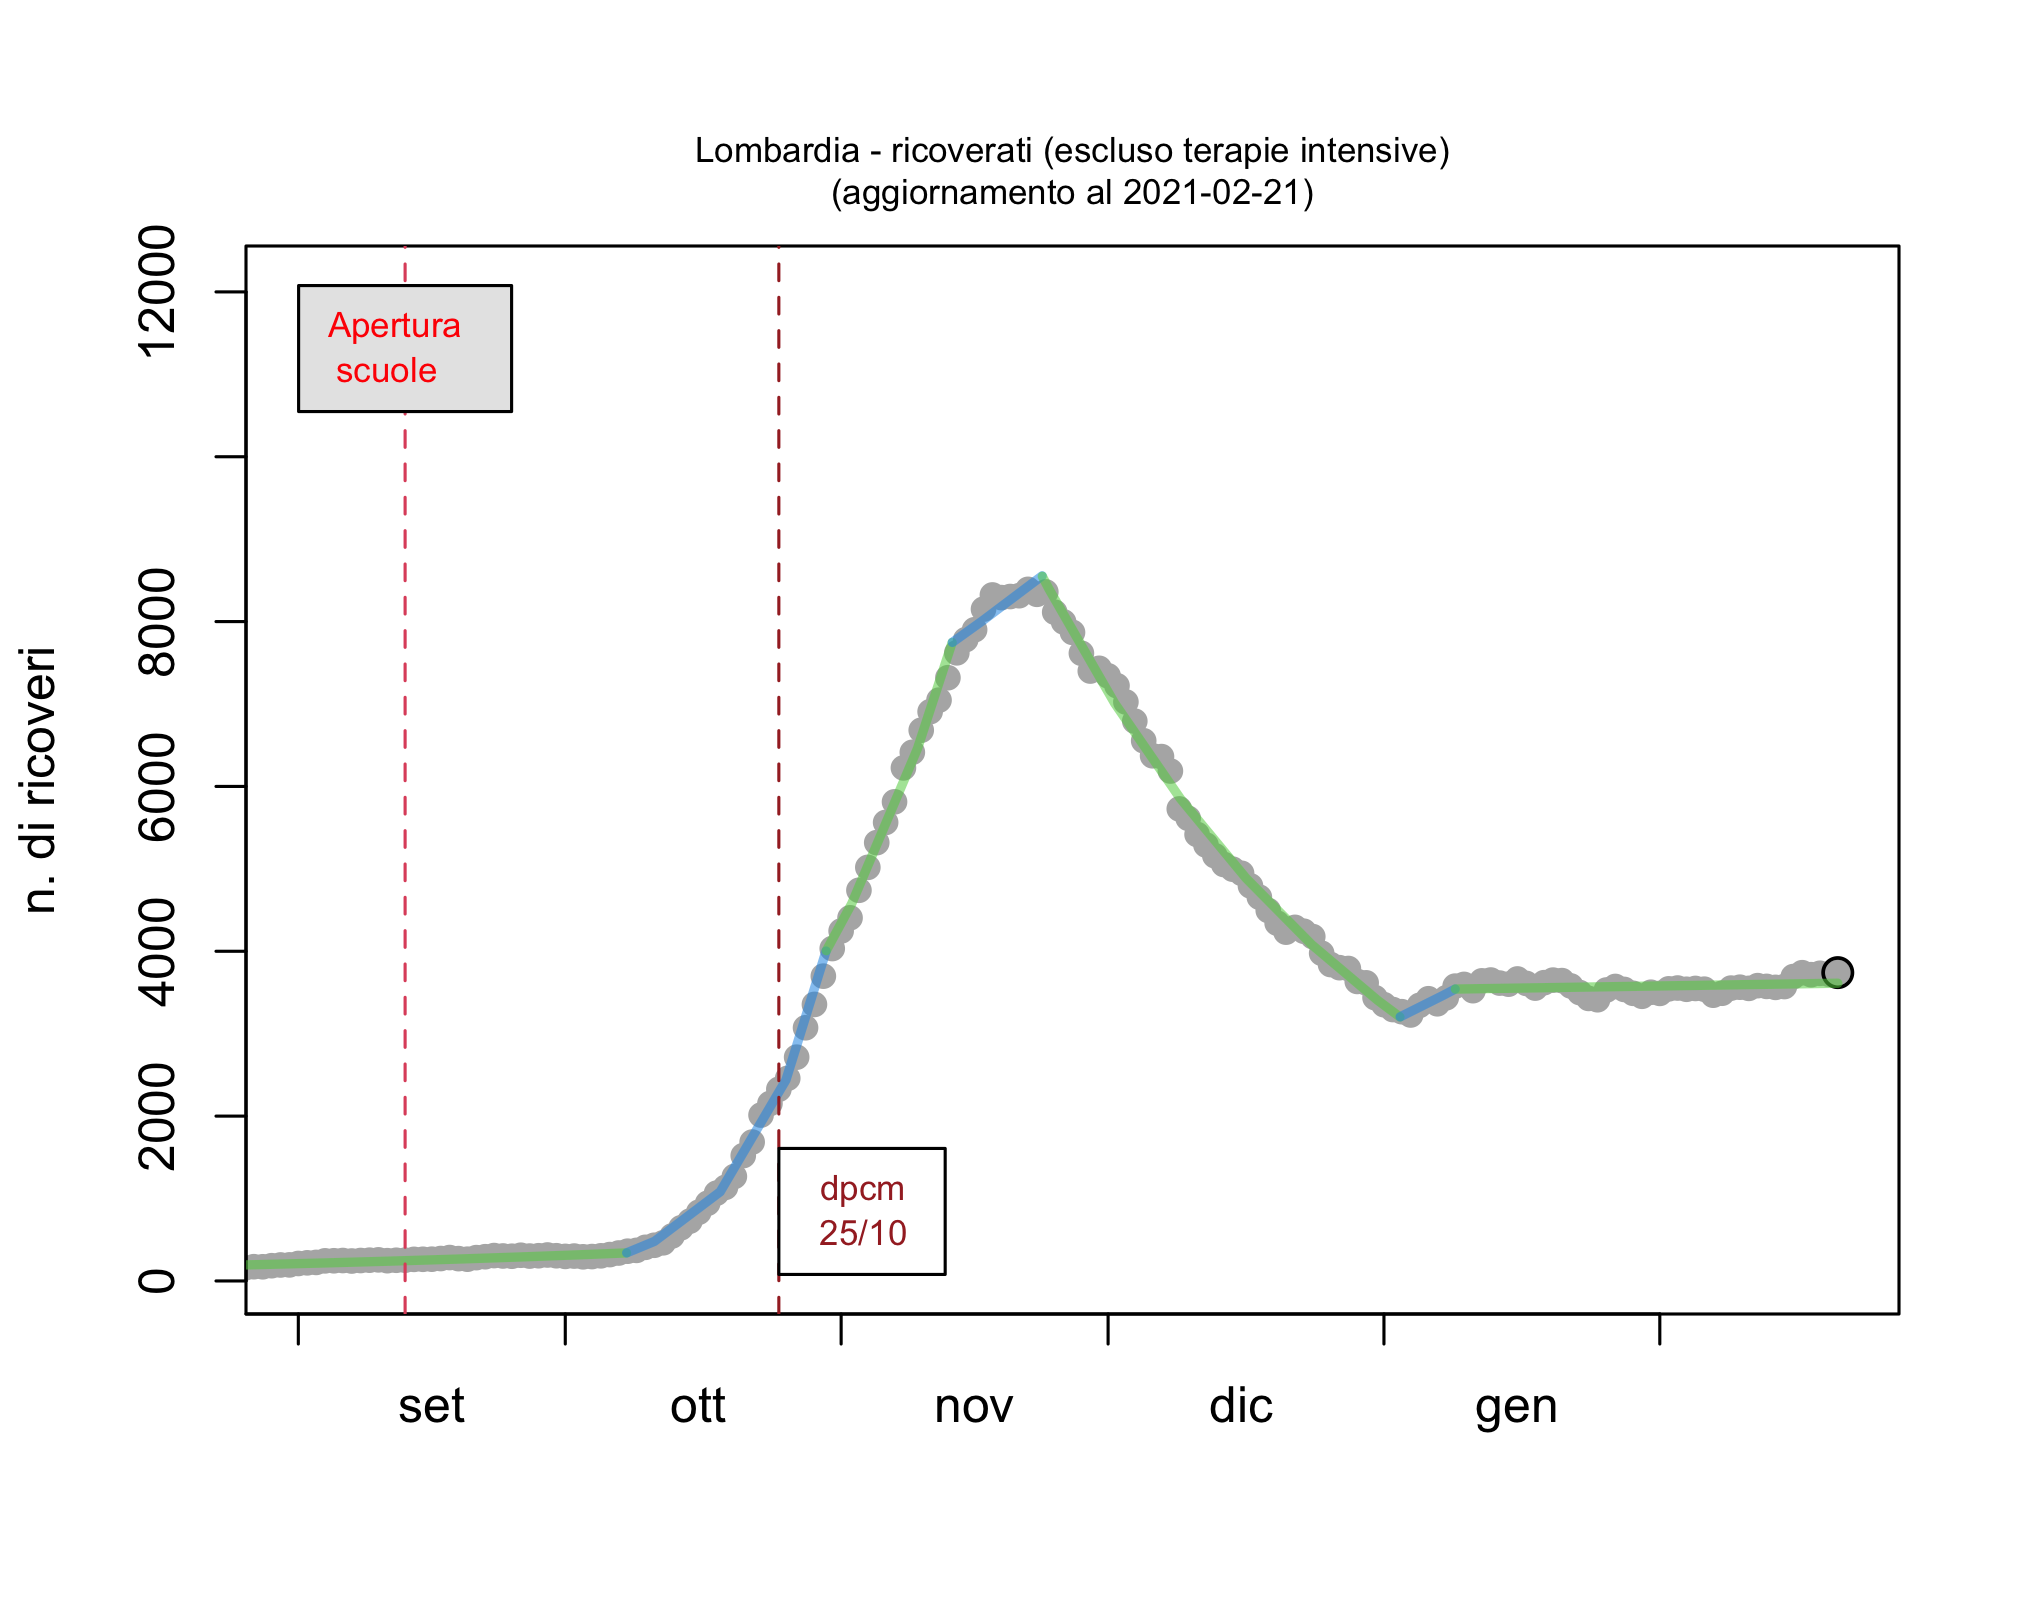 Lombardia - ricoverati (escluso terapie intensive)
(aggiornamento al 2021-02-21)
n. di ricoveri
12000
8000
6000
4000
2000
0
Apertura
scuole
dpcm
25/10
set ott nov dic gen